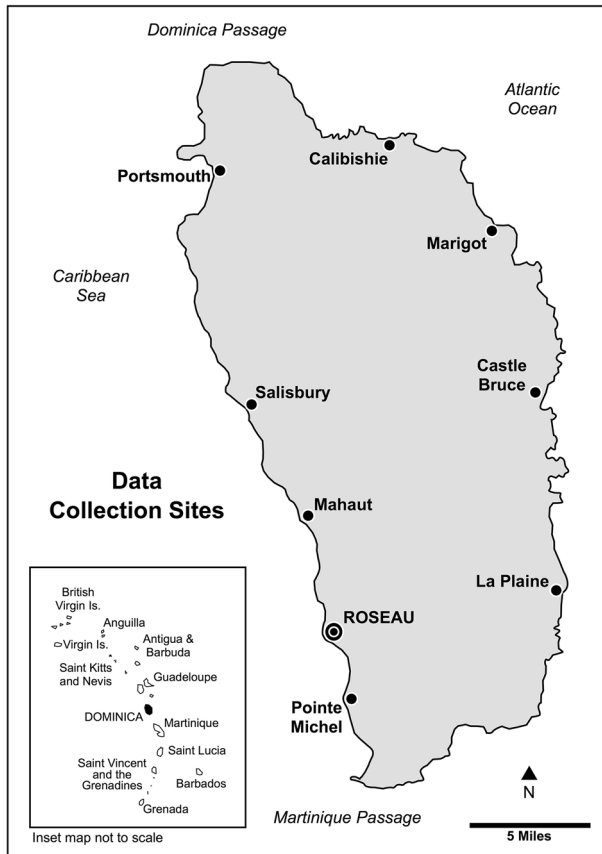 Dominica Passage
Atlantic
Ocean
Calibishie
Portsmouth
Marigot
Caribbean
Sea
Castle
Bruce
Salisbury
Data
Collection Sites
Mahaut
La Plaine
ROSEAU
Pointe
Michel
British
Virgin Is.
Anguilla
Virgin Is.
Antigua &
Barbuda
Saint Kitts
and Nevis
Guadeloupe
DOMINICA
Martinique
Saint Lucia
Saint Vincent
and the
Grenadines
Barbados
Grenada
Inset map not to scale
Martinique Passage
N
5 Miles